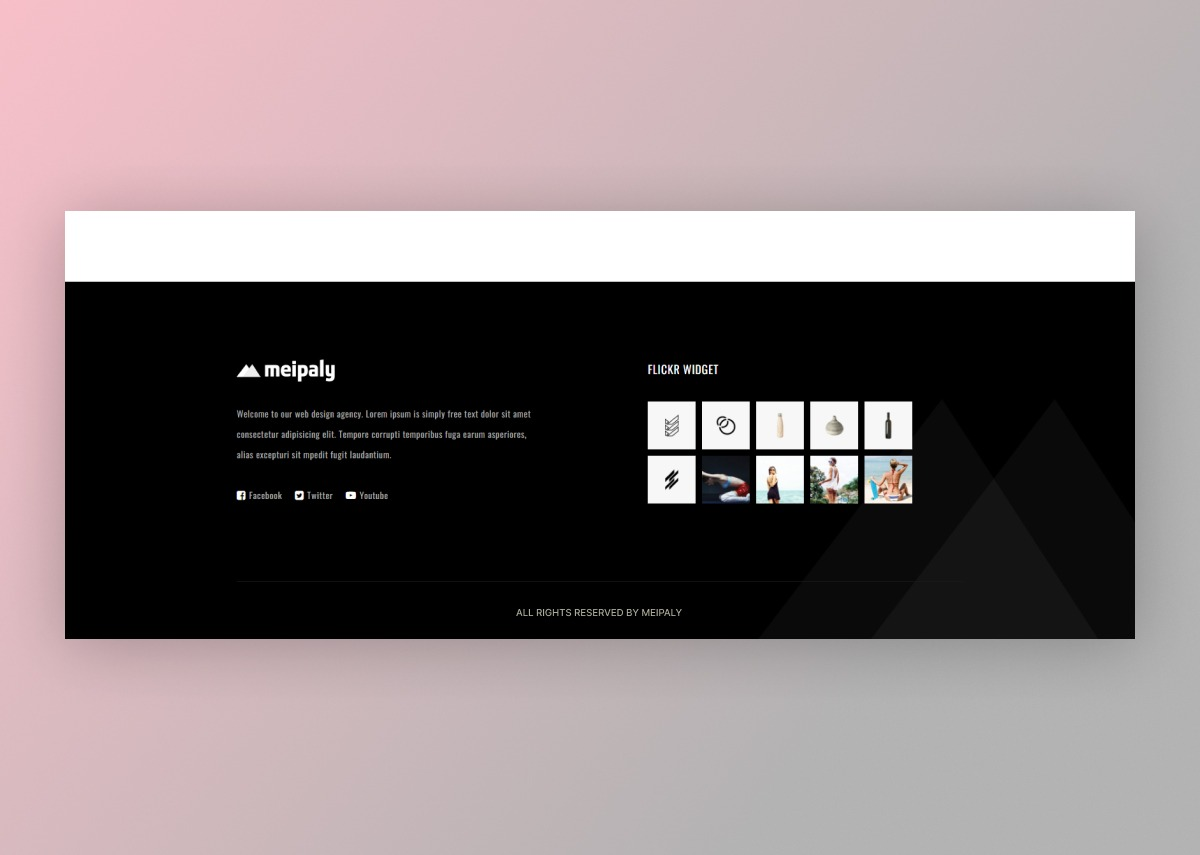 meipaly
Welcome to our web design agency. Lorem ipsum is simply free text dolor sit amet
consectetur adipisicing elit. Tempore corrupti temporibus fuga earum asperiores,
alias excepturi sit mpedit fugit laudantium.
Facebook Twitter Youtube
FLICKR WIDGET
ALL RIGHTS RESERVED BY MEIPALY